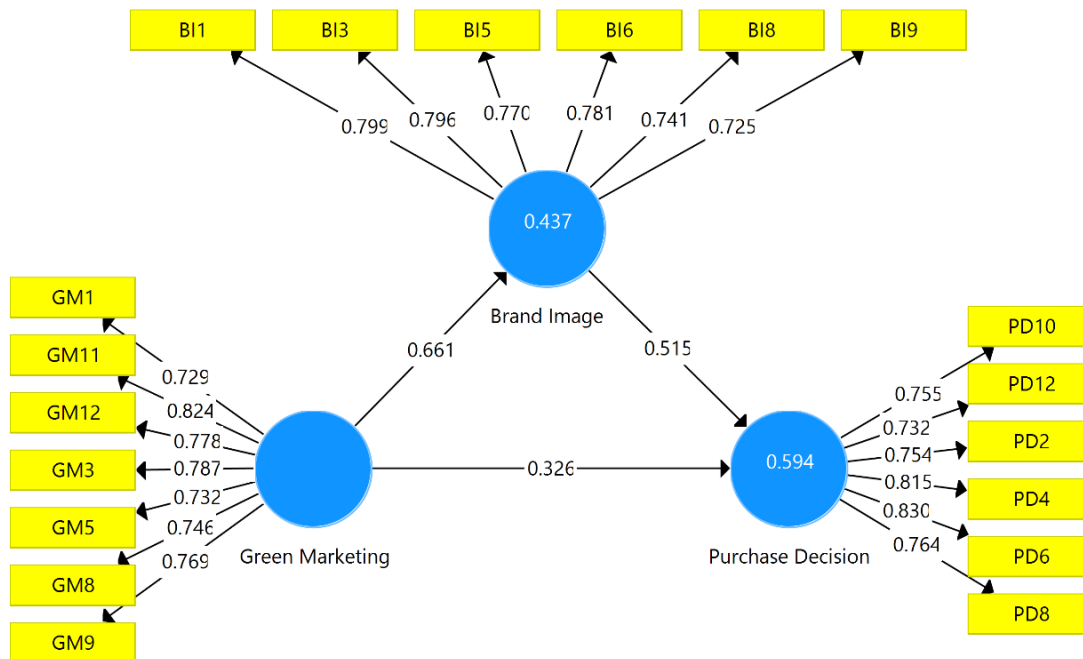 BI1 BI3 BI5 BI6 BI8 BI9
0.799 0.796 0.770 0.781 0.741 0.725
0.437
Brand Image
0.661
0.515
GM1
GM11
GM12
GM3
GM5
GM8
GM9
0.729
0.824
0.778
0.787
0.732
0.746
0.769
Green Marketing
0.326
0.594
Purchase Decision
0.755
0.732
0.754
0.815
0.830
0.764
PD10
PD12
PD2
PD4
PD6
PD8